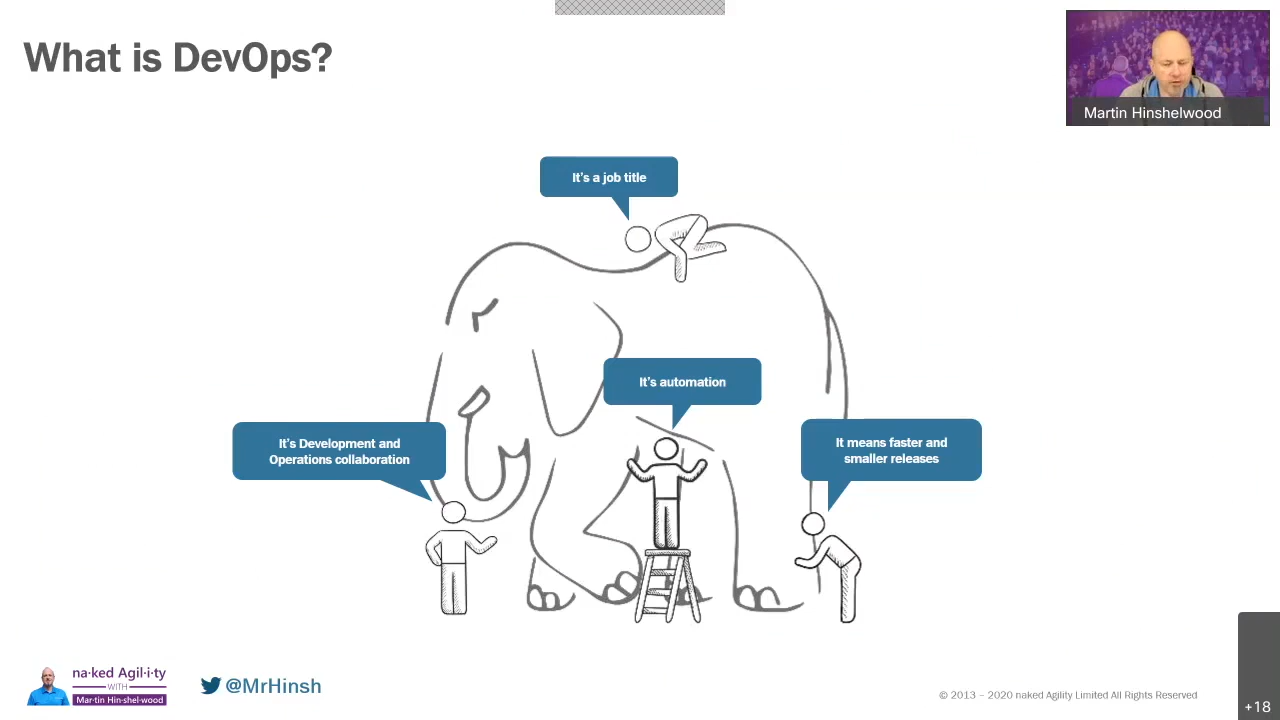 What is DevOps?
Martin Hinshelwood
It's a job title
It's automation
It's Development and
Operations collaboration
It means faster and
smaller releases
na·ked Agil·i·ty
WITH
Mar·tin Hin·shel·wood
@MrHinsh
© 2013 – 2020 naked Agility Limited All Rights Reserved
+18